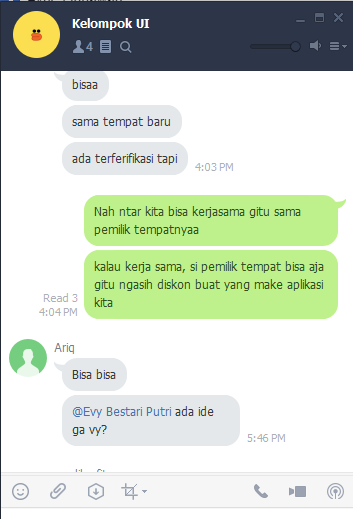 Kelompok UI
4
bisaa
sama tempat baru
ada terferifikasi tapi
4:03 PM
Nah ntar kita bisa kerjasama gitu sama
pemilik tempatnyaa
kalau kerja sama, si pemilik tempat bisa aja
gitu ngasih diskon buat yang make aplikasi
kita
Read 3
4:04 PM
Ariq
Bisa bisa
@Evy Bestari Putri ada ide
ga vy?
5:46 PM